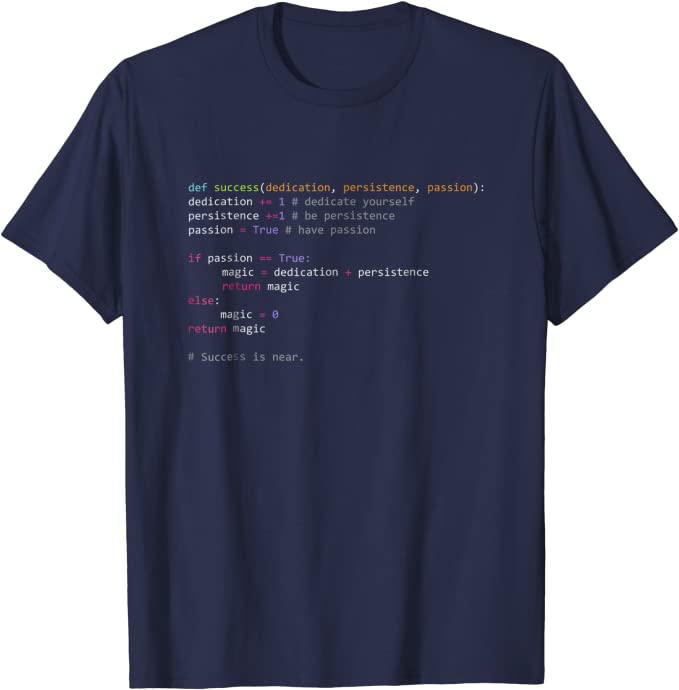 def success(dedication, persistence, passion):
dedication += 1 # dedicate yourself
persistence +=1 # be persistence
passion = True # have passion
if passion == True:
magic = dedication + persistence
return magic
else:
magic = 0
return magic
# Success is near.